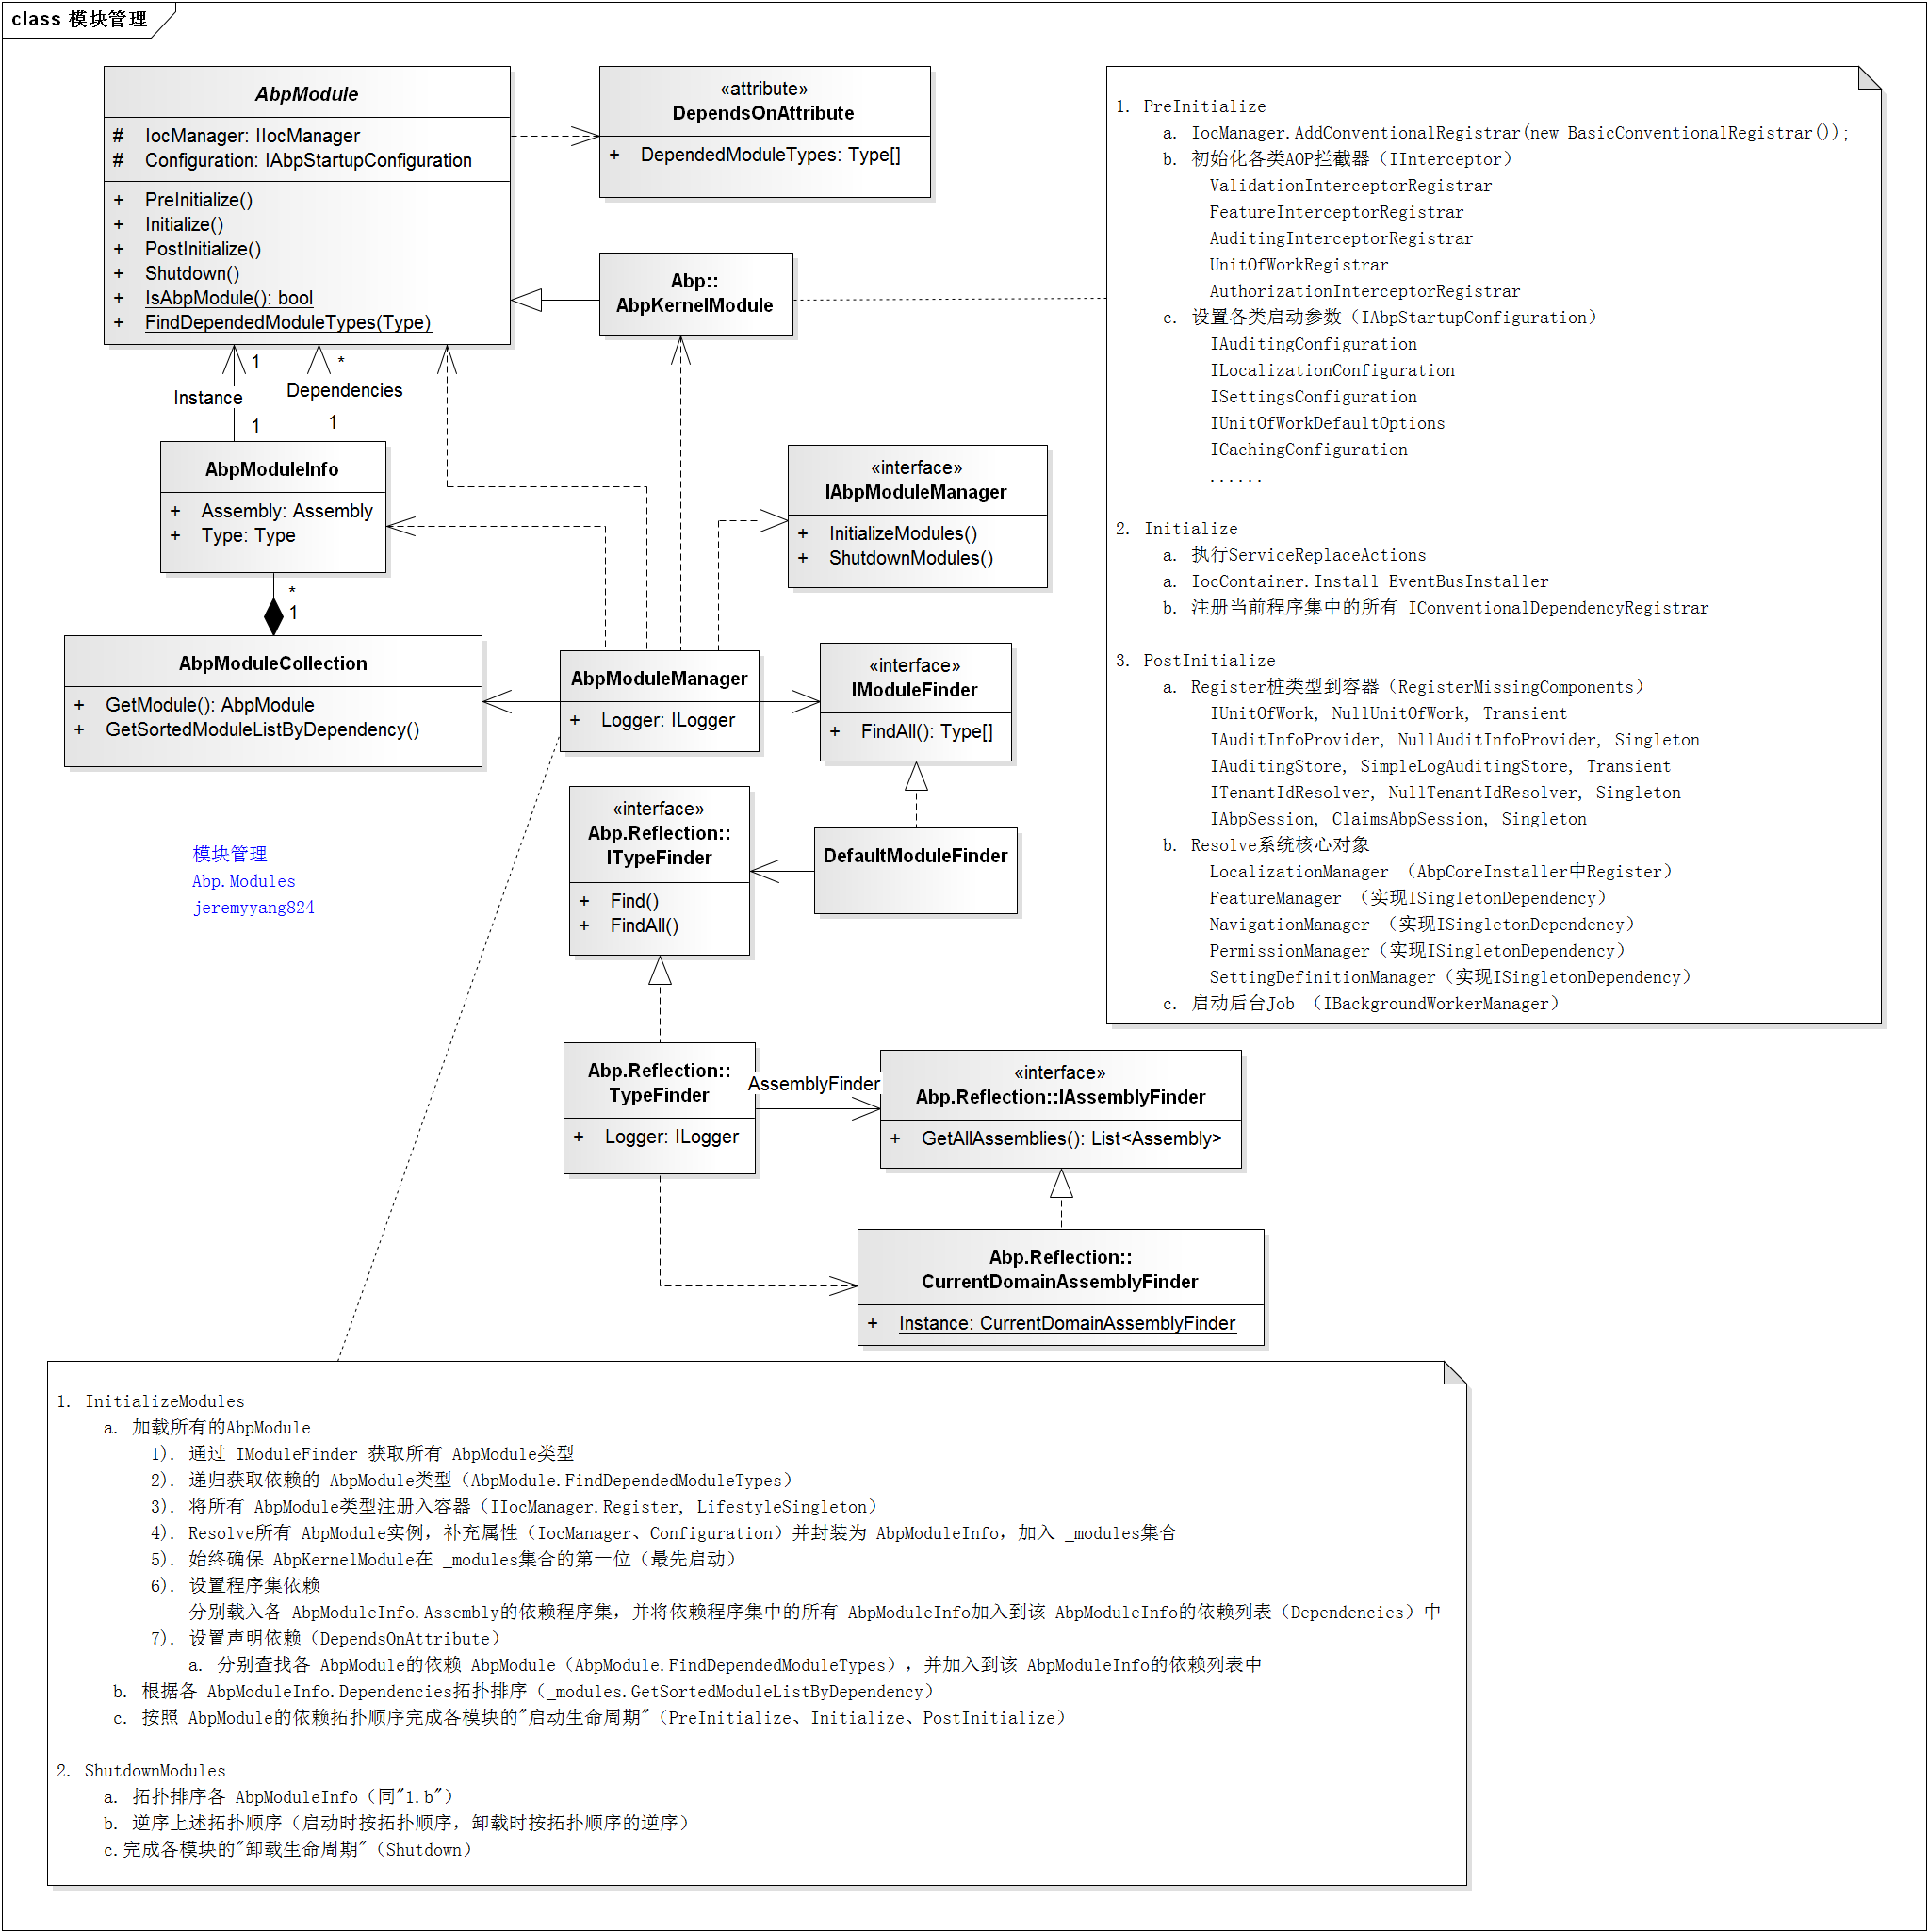 class 模块管理
AbpModule
# IocManager: IIocManager
# Configuration: IAbpStartupConfiguration
+ PreInitialize()
+ Initialize()
+ PostInitialize()
+ Shutdown()
+ IsAbpModule(): bool
+ FindDependedModuleTypes(Type)
«attribute»
DependsOnAttribute
+ DependedModuleTypes: Type[]
Abp::
AbpKernelModule
1
*
Instance
Dependencies
1
1
AbpModuleInfo
+ Assembly: Assembly
+ Type: Type
*
1
AbpModuleCollection
+ GetModule(): AbpModule
+ GetSortedModuleListByDependency()
«interface»
IAbpModuleManager
+ InitializeModules()
+ ShutdownModules()
AbpModuleManager
+ Logger: ILogger
«interface»
IModuleFinder
+ FindAll(): Type[]
«interface»
Abp.Reflection::
ITypeFinder
+ Find()
+ FindAll()
DefaultModuleFinder
模块管理
Abp.Modules
jeremyyang824
Abp.Reflection::
TypeFinder
+ Logger: ILogger
AssemblyFinder
«interface»
Abp.Reflection::IAssemblyFinder
+ GetAllAssemblies(): List<Assembly>
Abp.Reflection::
CurrentDomainAssemblyFinder
+ Instance: CurrentDomainAssemblyFinder
1. PreInitialize
a. IocManager.AddConventionalRegistrar(new BasicConventionalRegistrar());
b. 初始化各类AOP拦截器（IInterceptor）
ValidationInterceptorRegistrar
FeatureInterceptorRegistrar
AuditingInterceptorRegistrar
UnitOfWorkRegistrar
AuthorizationInterceptorRegistrar
c. 设置各类启动参数（IAbpStartupConfiguration）
IAuditingConfiguration
ILocalizationConfiguration
ISettingsConfiguration
IUnitOfWorkDefaultOptions
ICachingConfiguration
......
2. Initialize
a. 执行ServiceReplaceActions
a. IocContainer.Install EventBusInstaller
b. 注册当前程序集中的所有 IConventionalDependencyRegistrar
3. PostInitialize
a. Register桩类型到容器（RegisterMissingComponents）
IUnitOfWork, NullUnitOfWork, Transient
IAuditInfoProvider, NullAuditInfoProvider, Singleton
IAuditingStore, SimpleLogAuditingStore, Transient
ITenantIdResolver, NullTenantIdResolver, Singleton
IAbpSession, ClaimsAbpSession, Singleton
b. Resolve系统核心对象
LocalizationManager （AbpCoreInstaller中Register）
FeatureManager （实现ISingletonDependency）
NavigationManager （实现ISingletonDependency）
PermissionManager（实现ISingletonDependency）
SettingDefinitionManager（实现ISingletonDependency）
c. 启动后台Job （IBackgroundWorkerManager）
1. InitializeModules
a. 加载所有的AbpModule
1). 通过 IModuleFinder 获取所有 AbpModule类型
2). 递归获取依赖的 AbpModule类型（AbpModule.FindDependedModuleTypes）
3). 将所有 AbpModule类型注册入容器（IIocManager.Register, LifestyleSingleton）
4). Resolve所有 AbpModule实例，补充属性（IocManager、Configuration）并封装为 AbpModuleInfo，加入 _modules集合
5). 始终确保 AbpKernelModule在 _modules集合的第一位（最先启动）
6). 设置程序集依赖
分别载入各 AbpModuleInfo.Assembly的依赖程序集，并将依赖程序集中的所有 AbpModuleInfo加入到该 AbpModuleInfo的依赖列表（Dependencies）中
7). 设置声明依赖（DependsOnAttribute）
a. 分别查找各 AbpModule的依赖 AbpModule（AbpModule.FindDependedModuleTypes），并加入到该 AbpModuleInfo的依赖列表中
b. 根据各 AbpModuleInfo.Dependencies拓扑排序（_modules.GetSortedModuleListByDependency）
c. 按照 AbpModule的依赖拓扑顺序完成各模块的"启动生命周期"（PreInitialize、Initialize、PostInitialize）
2. ShutdownModules
a. 拓扑排序各 AbpModuleInfo（同"1.b"）
b. 逆序上述拓扑顺序（启动时按拓扑顺序，卸载时按拓扑顺序的逆序）
c.完成各模块的"卸载生命周期"（Shutdown）